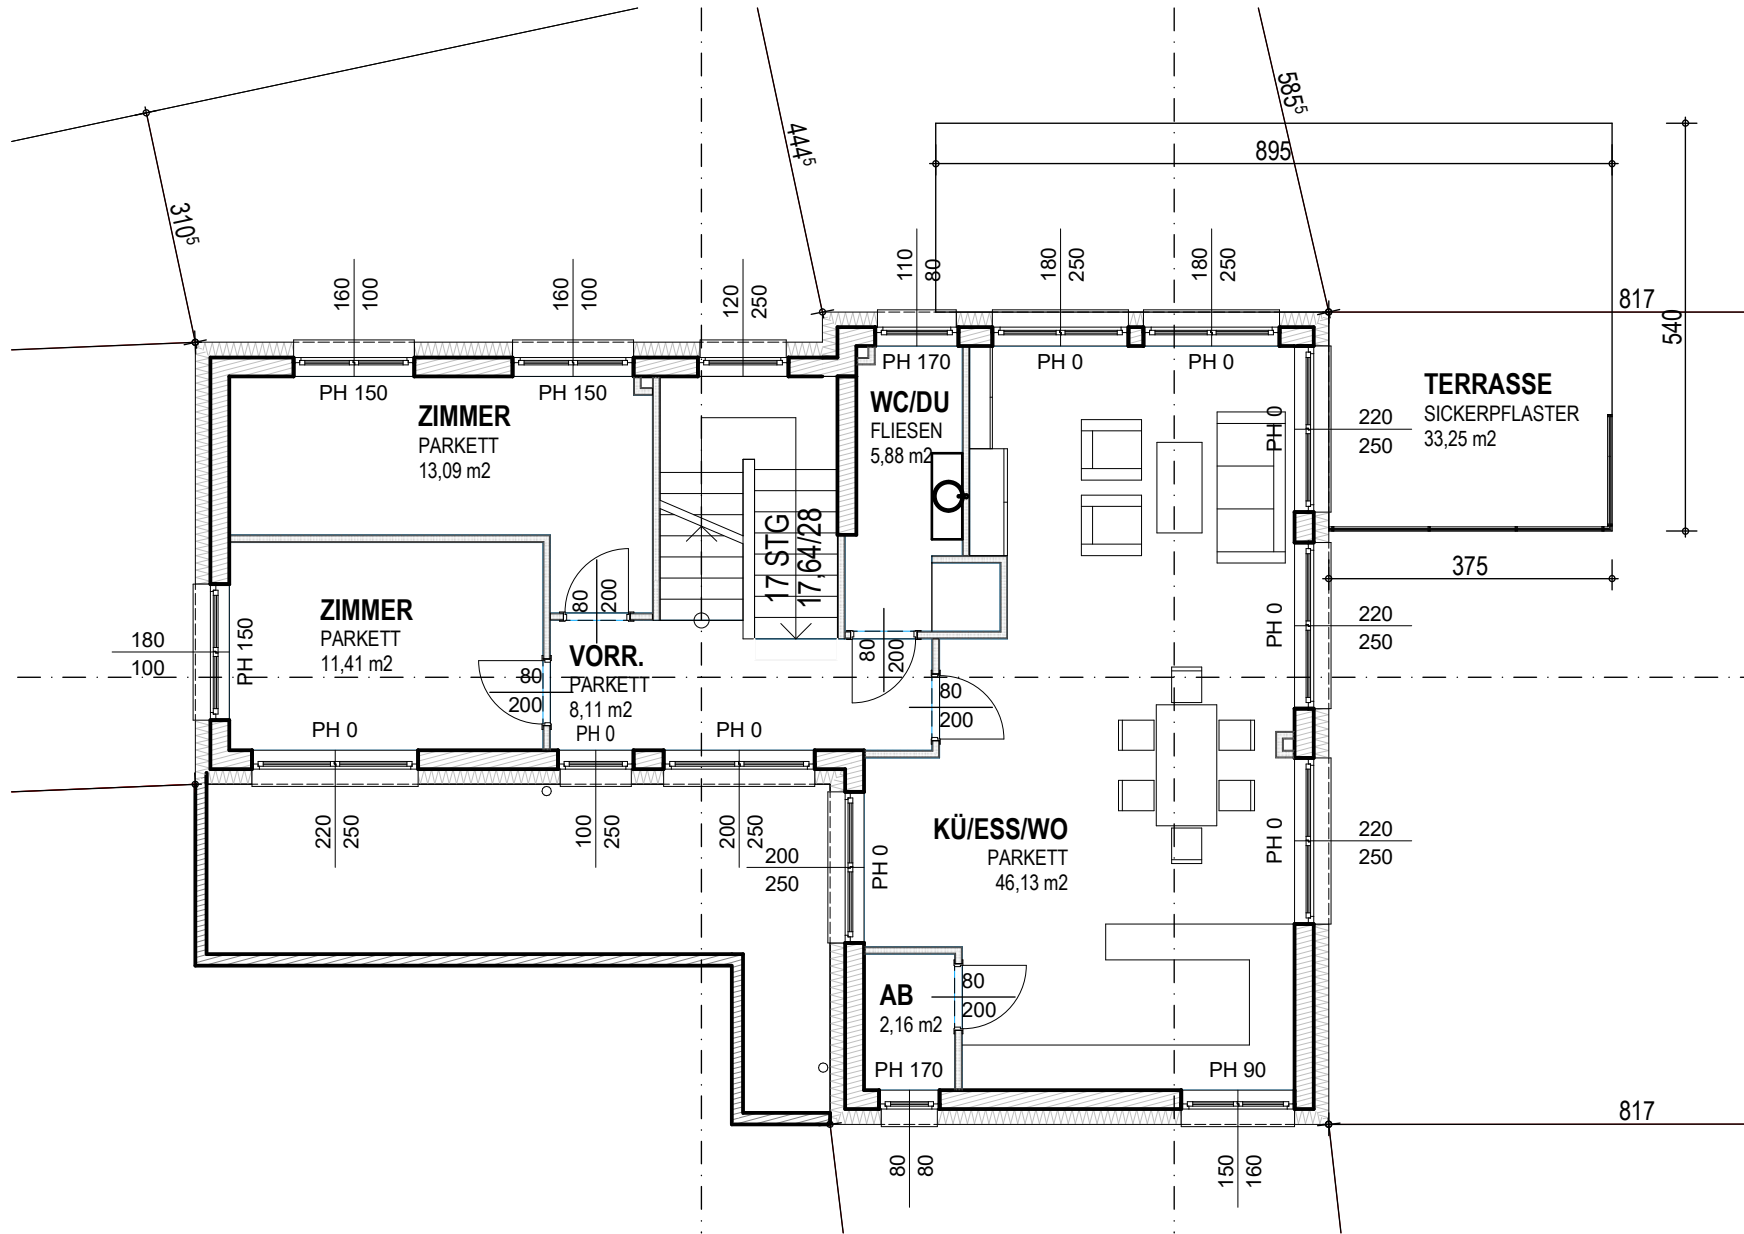 585⁵
444⁵
895
310⁵
817
540
160
100
160
100
120
250
110
80
180
250
180
250
PH 150
PH 150
PH 170
PH 0
PH 0
ZIMMER
PARKETT
13,09 m2
WC/DU
FLIESEN
5,88 m2
PH 0
220
250
TERRASSE
SICKERPFLASTER
33,25 m2
17 STG
17,64/28
375
80
200
ZIMMER
PARKETT
11,41 m2
180
100
PH 150
VORR.
PARKETT
8,11 m2
80
200
80
200
80
200
PH 0
220
250
PH 0
PH 0
PH 0
220
250
100
250
200
250
200
250
PH 0
KÜ/ESS/WO
PARKETT
46,13 m2
PH 0
220
250
AB
2,16 m2
80
200
PH 170
PH 90
817
80
80
150
160